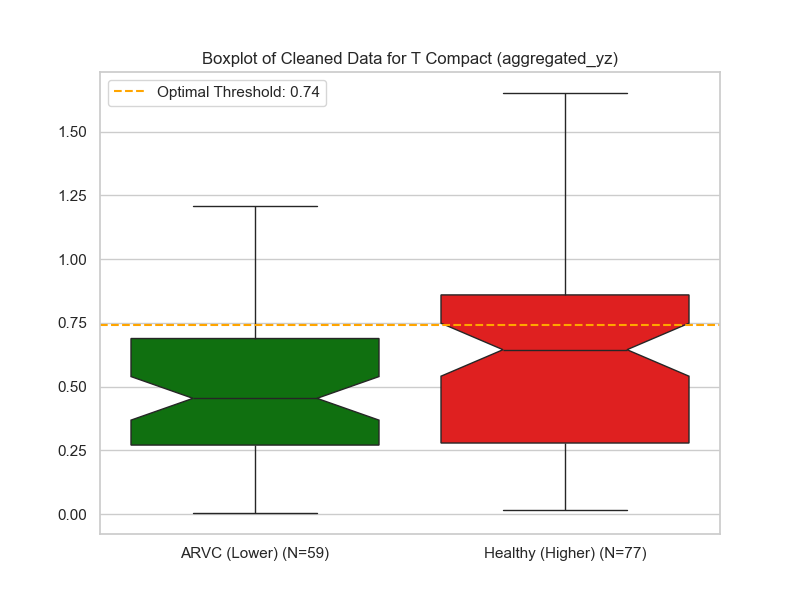 Boxplot of Cleaned Data for T Compact (aggregated_yz)
Optimal Threshold: 0.74
1.50
1.25
1.00
0.75
0.50
0.25
0.00
ARVC (Lower) (N=59)
Healthy (Higher) (N=77)